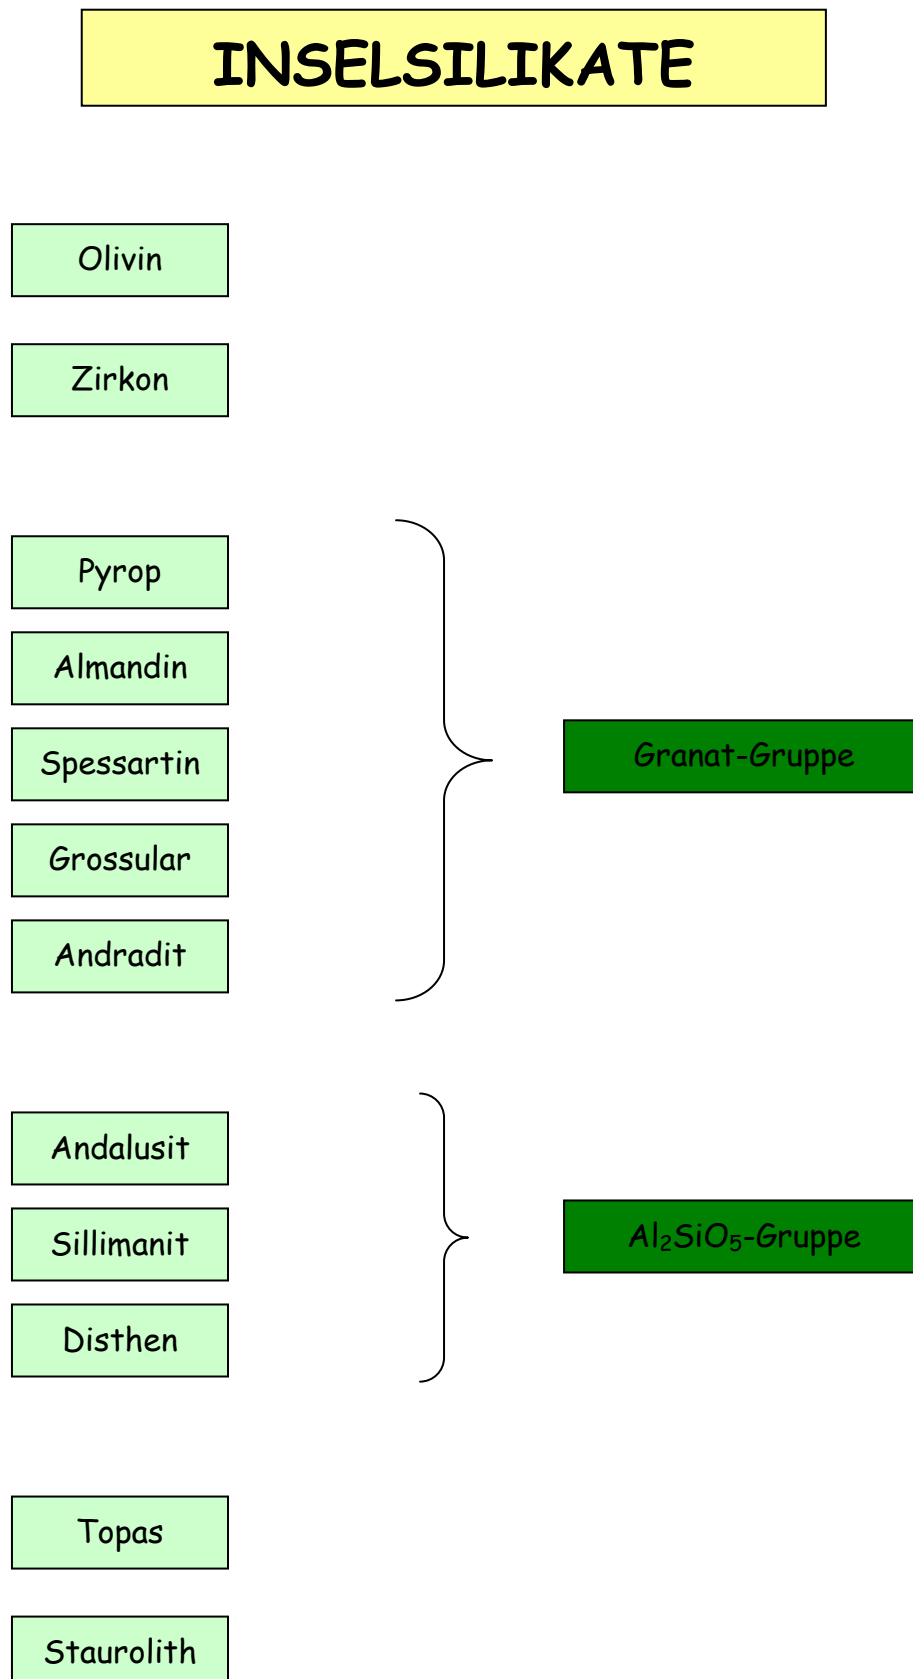 INSELSILIKATE
Olivin
Zirkon
Pyrop
Almandin
Spessartin
Grossular
Andradit
Granat-Gruppe
Andalusit
Sillimanit
Disthen
Al₂SiO₅-Gruppe
Topas
Staurolith